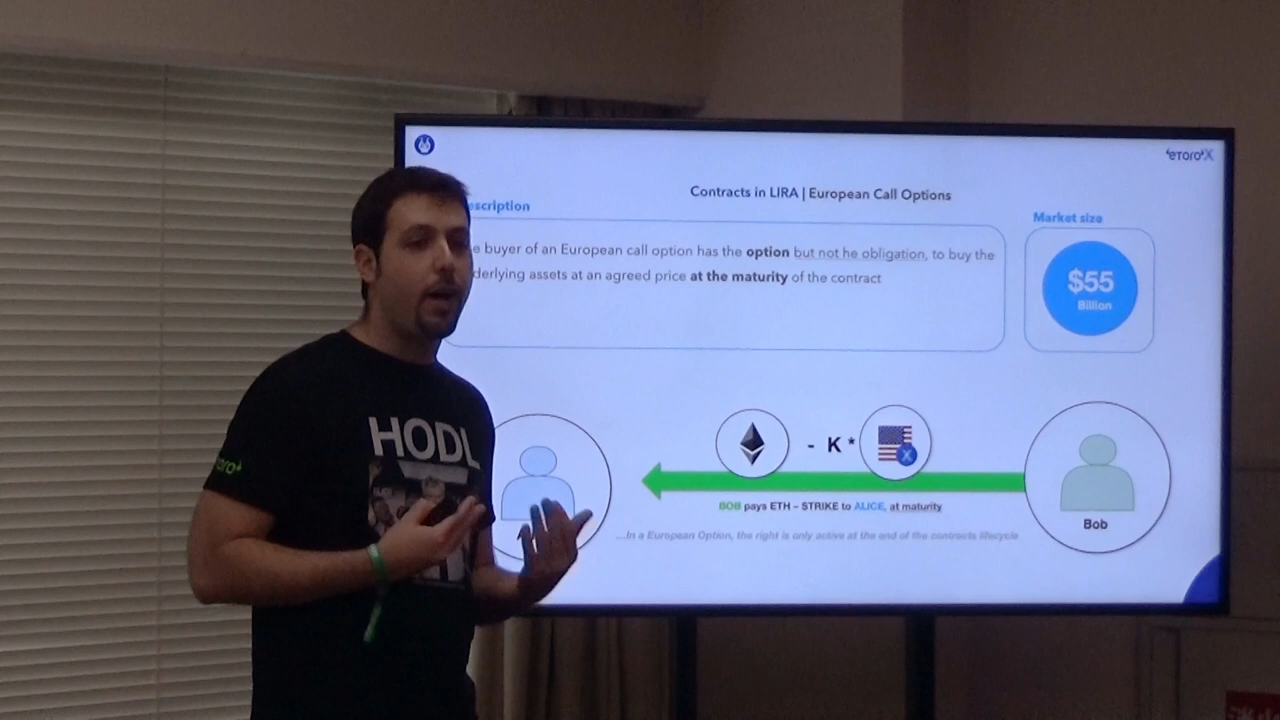 eToroX
Contracts in LIRA | European Call Options
escription
Market size
e buyer of an European call option has the option but not he obligation, to buy the
derlying assets at an agreed price at the maturity of the contract
$55
Billion
HODL
- K *
X
BOB pays ETH – STRIKE to ALICE, at maturity
Bob
...In a European Option, the right is only active at the end of the contracts lifecycle